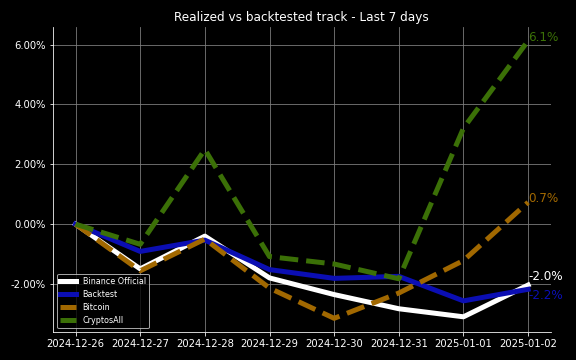 Realized vs backtested track - Last 7 days
6.00%
4.00%
2.00%
0.00%
-2.00%
6.1%
0.7%
-2.0%
-2.2%
Binance Official
Backtest
Bitcoin
CryptosAll
2024-12-26 2024-12-27 2024-12-28 2024-12-29 2024-12-30 2024-12-31 2025-01-01 2025-01-02